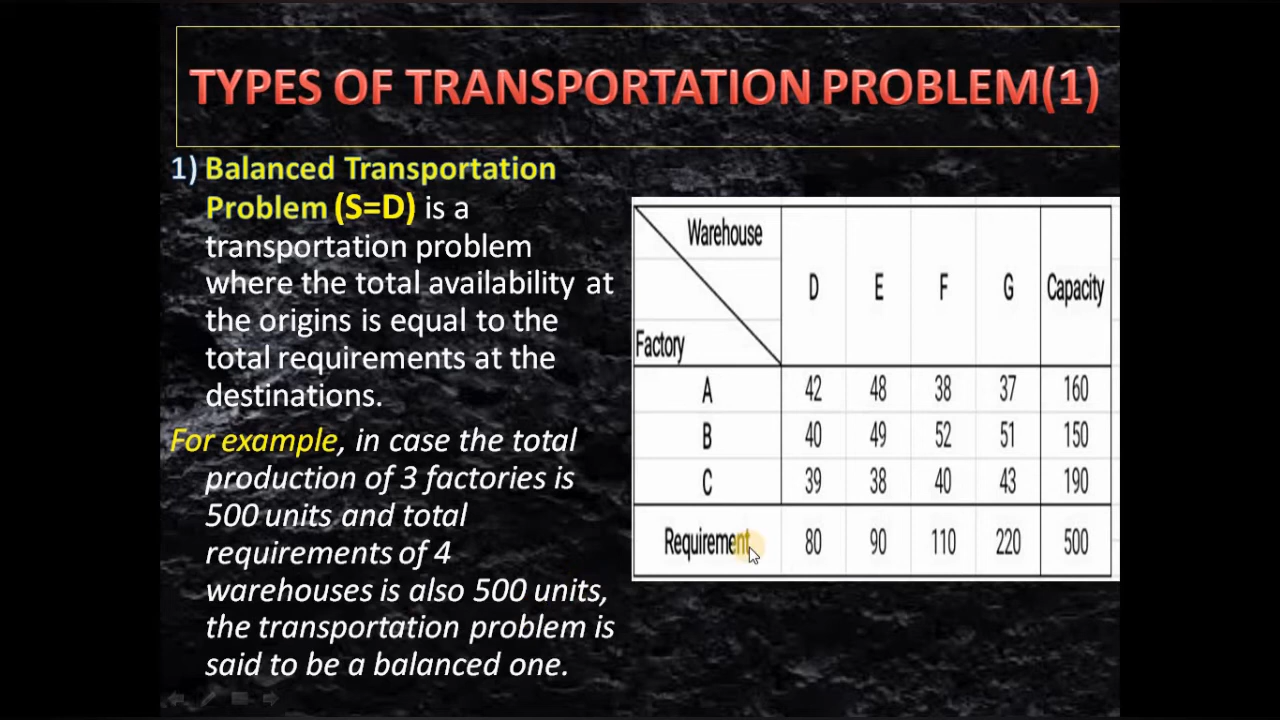 TYPES OF TRANSPORTATION PROBLEM(1)
1) Balanced Transportation
Problem (S=D) is a
transportation problem
where the total availability at
the origins is equal to the
total requirements at the
destinations.
For example, in case the total
production of 3 factories is
500 units and total
requirements of 4
warehouses is also 500 units,
the transportation problem is
said to be a balanced one.
Warehouse
D E F G Capacity
Factory
A 42 48 38 37 160
B 40 49 52 51 150
C 39 38 40 43 190
Requirement 80 90 110 220 500